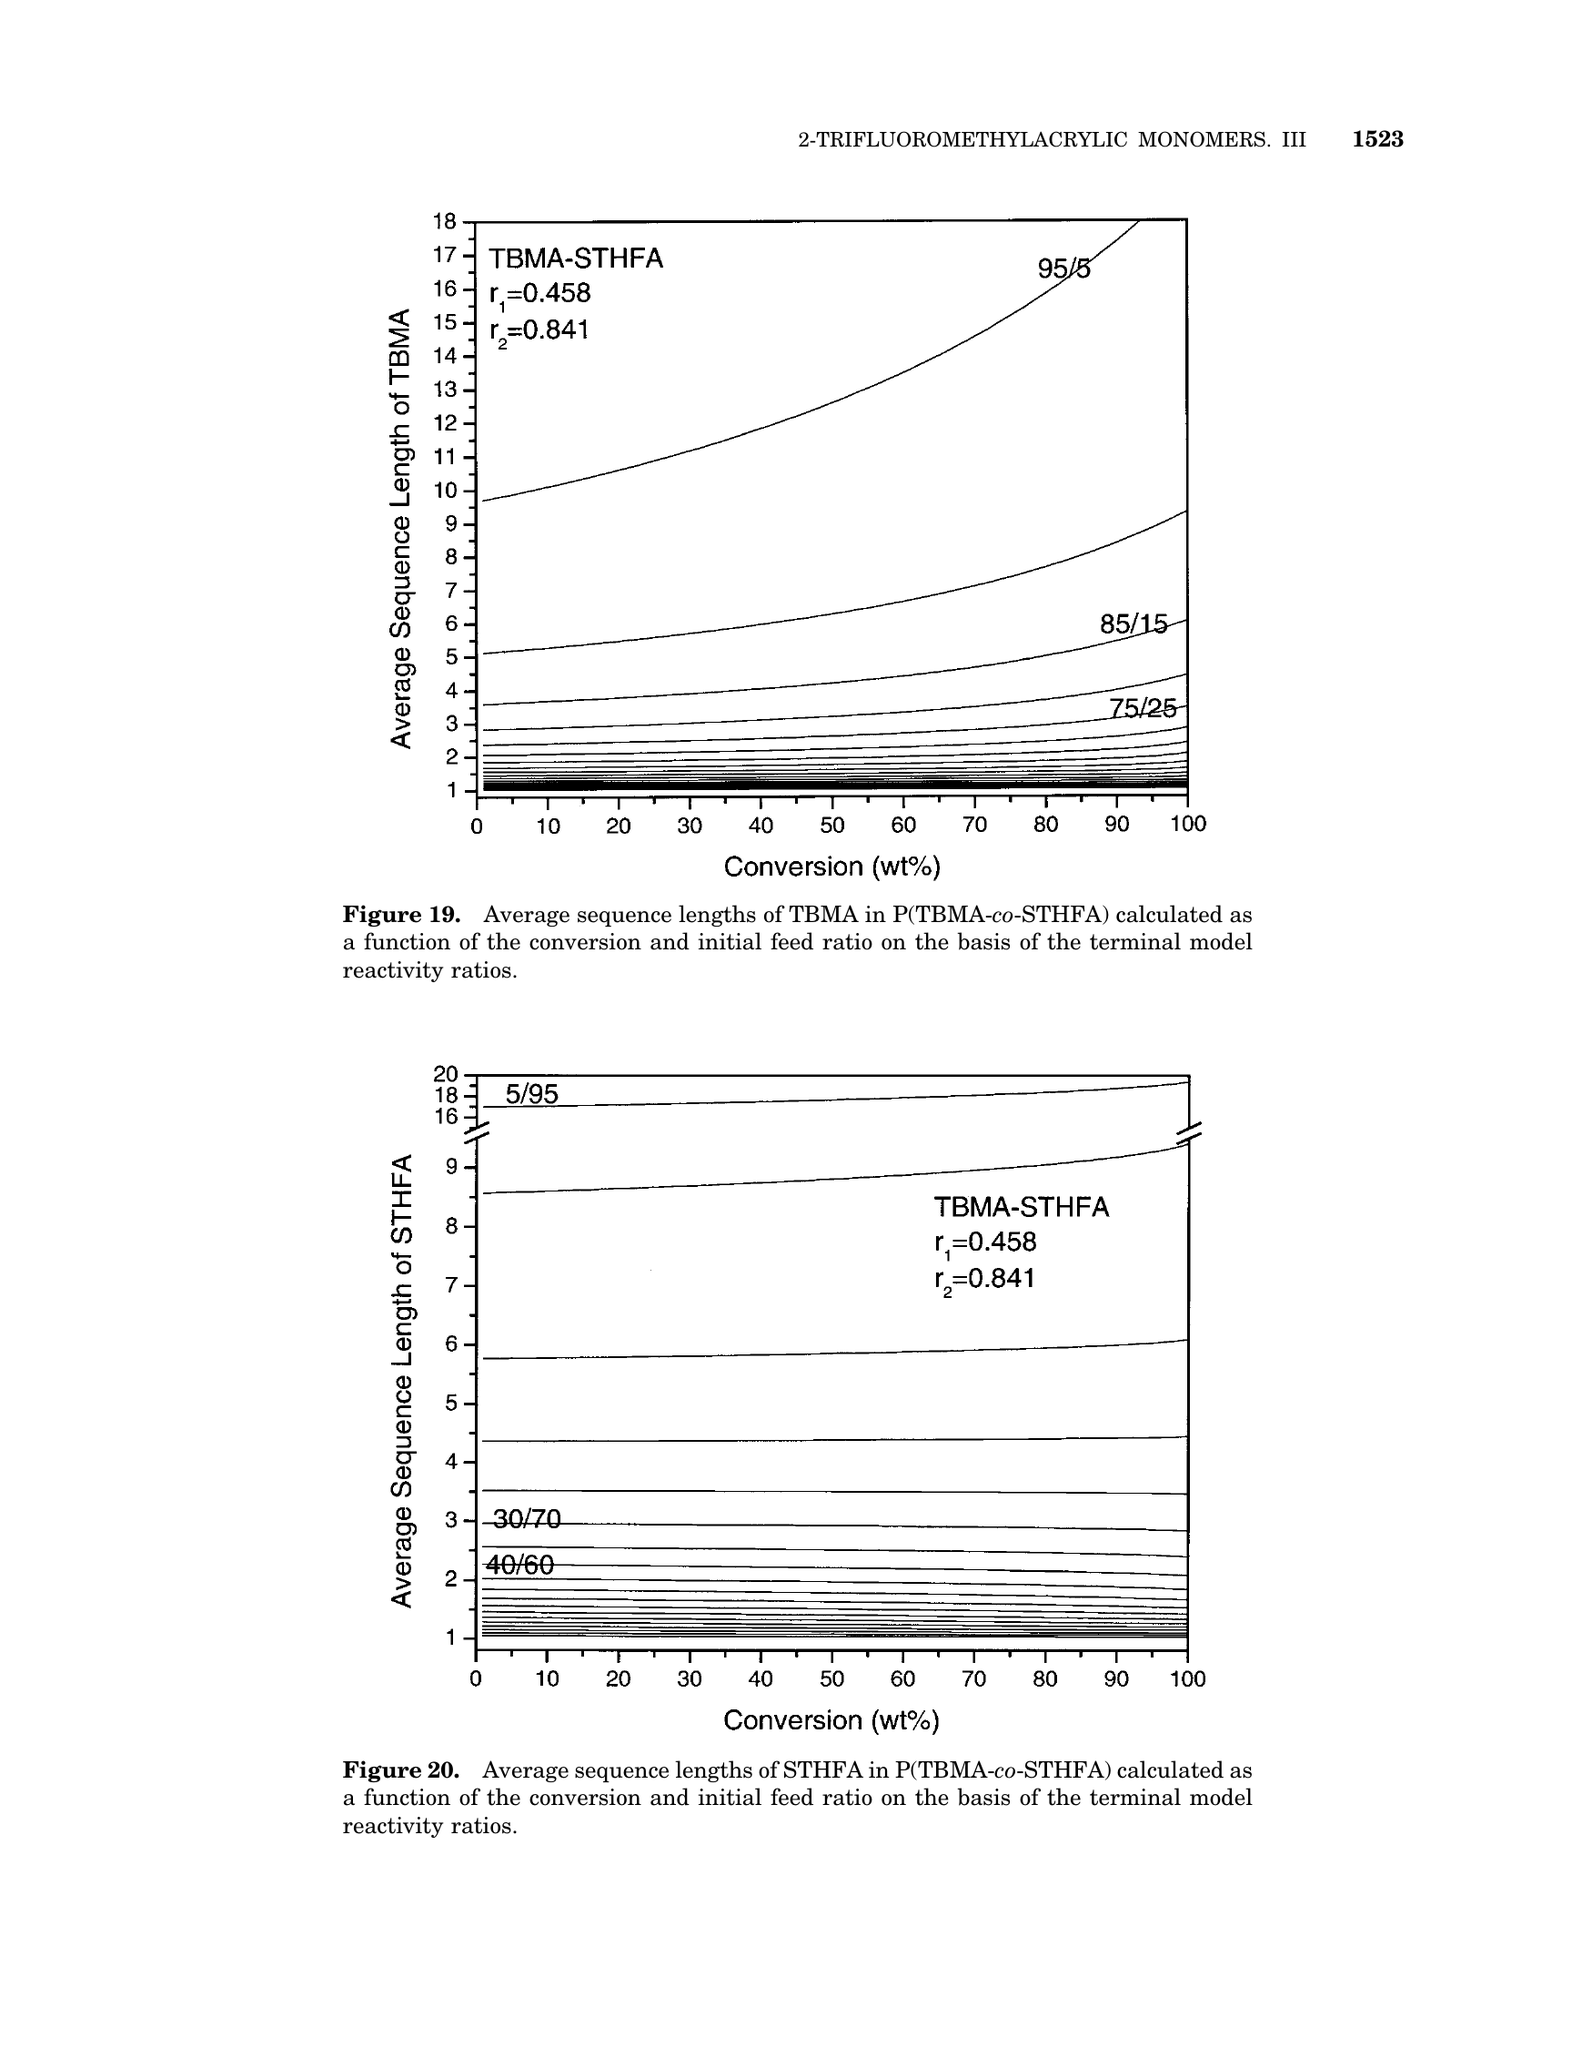 2-TRIFLUOROMETHYLACRYLIC MONOMERS. III 1523
18
17
16
15
14
13
12
11
10
9
8
7
6
5
4
3
2
1
Average Sequence Length of TBMA
TBMA-STHFA
r1=0.458
r2=0.841
95/5
85/15
75/25
0 10 20 30 40 50 60 70 80 90 100
Conversion (wt%)
Figure 19. Average sequence lengths of TBMA in P(TBMA-co-STHFA) calculated as
a function of the conversion and initial feed ratio on the basis of the terminal model
reactivity ratios.
20
18
16
9
8
7
6
5
4
3
2
1
Average Sequence Length of STHFA
5/95
TBMA-STHFA
r1=0.458
r2=0.841
30/70
40/60
0 10 20 30 40 50 60 70 80 90 100
Conversion (wt%)
Figure 20. Average sequence lengths of STHFA in P(TBMA-co-STHFA) calculated as
a function of the conversion and initial feed ratio on the basis of the terminal model
reactivity ratios.